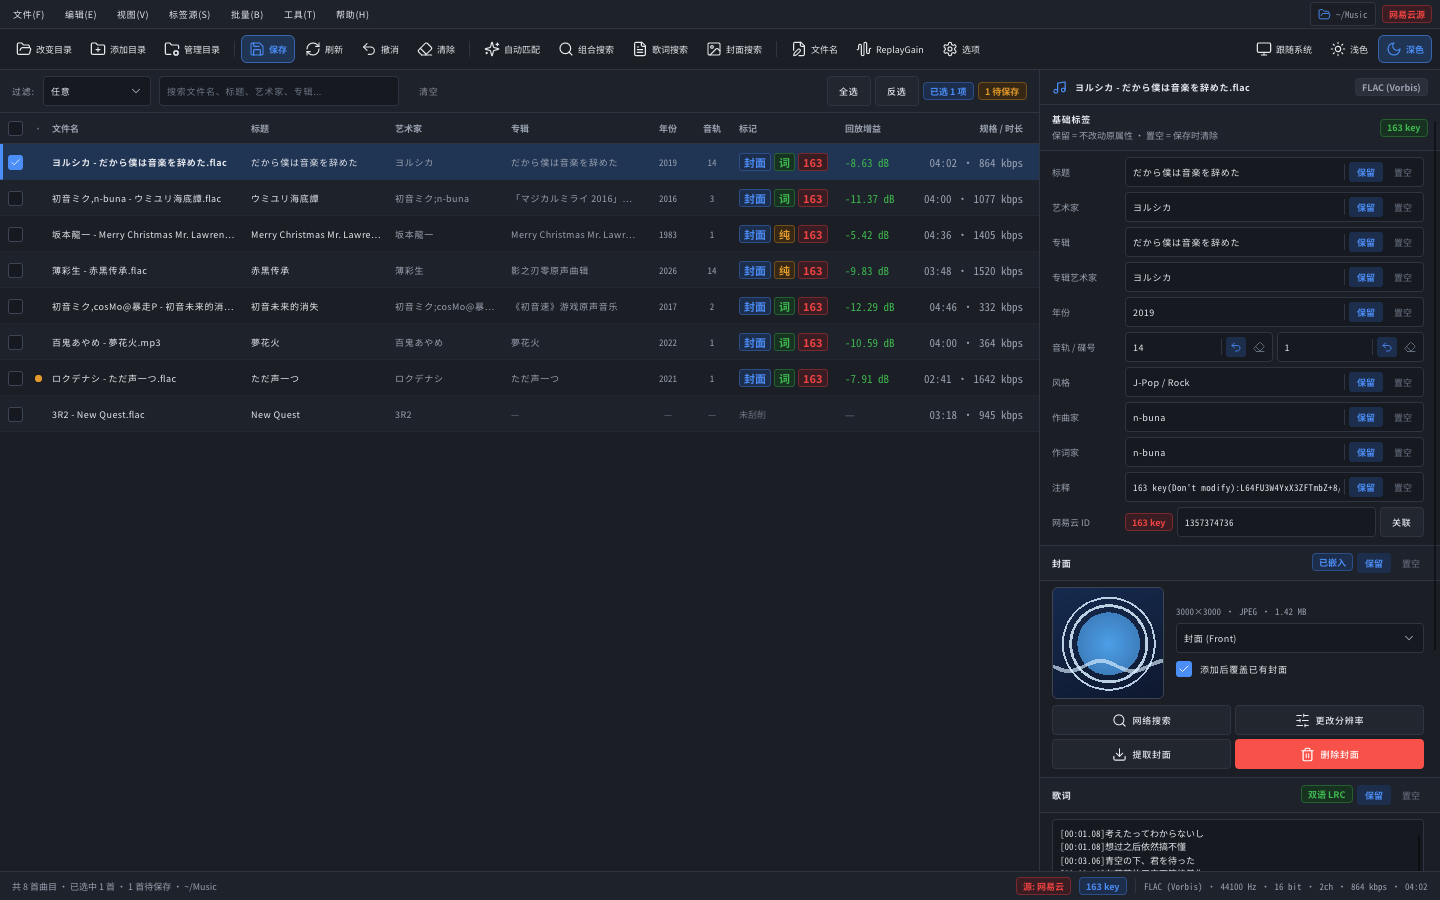 文件(F) 编辑(E) 视图(V) 标签源(S) 批量(B) 工具(T) 帮助(H) ~/Music 网易云源
改变目录 添加目录 管理目录 保存 刷新 撤消 清除 自动匹配 组合搜索 歌词搜索 封面搜索 文件名 ReplayGain 选项 跟随系统 浅色 深色
过滤: 任意 搜索文件名、标题、艺术家、专辑... 清空 全选 反选 已选 1 项 1 待保存
文件名 标题 艺术家 专辑 年份 音轨 标记 回放增益 规格 / 时长
ヨルシカ - だから僕は音楽を辞めた.flac だから僕は音楽を辞めた ヨルシカ だから僕は音楽を辞めた 2019 14 封面 词 163 -8.63 dB 04:02 • 864 kbps
初音ミク,n-buna - ウミユリ海底譚.flac ウミユリ海底譚 初音ミク;n-buna 「マジカルミライ 2016」... 2016 3 封面 词 163 -11.37 dB 04:00 • 1077 kbps
坂本龍一 - Merry Christmas Mr. Lawren... Merry Christmas Mr. Lawre... 坂本龍一 Merry Christmas Mr. Lawr... 1983 1 封面 纯 163 -5.42 dB 04:36 • 1405 kbps
薄彩生 - 赤黑传承.flac 赤黑传承 薄彩生 影之刃零原声曲辑 2026 14 封面 纯 163 -9.83 dB 03:48 • 1520 kbps
初音ミク,cosMo@暴走P - 初音未来的消... 初音未来的消失 初音ミク;cosMo@暴... 《初音速》游戏原声音乐 2017 2 封面 词 163 -12.29 dB 04:46 • 332 kbps
百鬼あやめ - 夢花火.mp3 夢花火 百鬼あやめ 夢花火 2022 1 封面 词 163 -10.59 dB 04:00 • 364 kbps
ロクデナシ - ただ声一つ.flac ただ声一つ ロクデナシ ただ声一つ 2021 1 封面 词 163 -7.91 dB 02:41 • 1642 kbps
3R2 - New Quest.flac New Quest 3R2 — — — 未刮削 — 03:18 • 945 kbps
ヨルシカ - だから僕は音楽を辞めた.flac FLAC (Vorbis)
基础标签 163 key
保留 = 不改动原属性 • 置空 = 保存时清除
标题 だから僕は音楽を辞めた 保留 置空
艺术家 ヨルシカ 保留 置空
专辑 だから僕は音楽を辞めた 保留 置空
专辑艺术家 ヨルシカ 保留 置空
年份 2019 保留 置空
音轨 / 碟号 14 1
风格 J-Pop / Rock 保留 置空
作曲家 n-buna 保留 置空
作词家 n-buna 保留 置空
注释 163 key(Don't modify):L64FU3W4YxX3ZFTmbZ+8/ 保留 置空
网易云 ID 163 key 1357374736 关联
封面 已嵌入 保留 置空
3000×3000 • JPEG • 1.42 MB
封面 (Front)
添加后覆盖已有封面
网络搜索 更改分辨率
提取封面 删除封面
歌词 双语 LRC 保留 置空
[00:01.08]考えたってわからないし
[00:01.08]想过之后依然搞不懂
[00:03.06]青空の下、君を待った
共 8 首曲目 • 已选中 1 首 • 1 首待保存 • ~/Music 源: 网易云 163 key FLAC (Vorbis) • 44100 Hz • 16 bit • 2ch • 864 kbps • 04:02